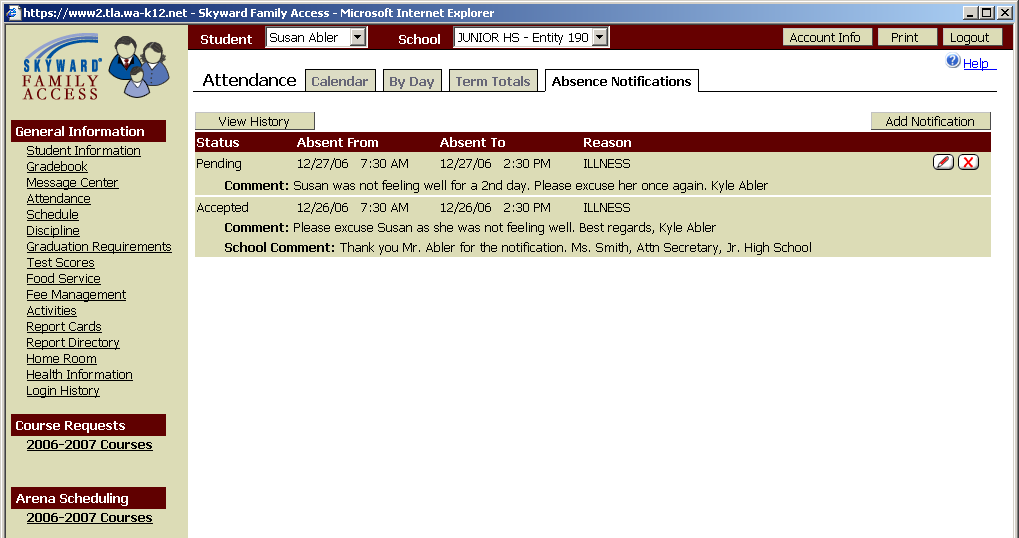 https://www2.tla.wa-k12.net - Skyward Family Access - Microsoft Internet Explorer
Student Susan Abler School JUNIOR HS - Entity 190 Account Info Print Logout
SKYWARD®
FAMILY
ACCESS
? Help
Attendance Calendar By Day Term Totals Absence Notifications
View History Add Notification
Status Absent From Absent To Reason
Pending 12/27/06 7:30 AM 12/27/06 2:30 PM ILLNESS
Comment: Susan was not feeling well for a 2nd day. Please excuse her once again. Kyle Abler
Accepted 12/26/06 7:30 AM 12/26/06 2:30 PM ILLNESS
Comment: Please excuse Susan as she was not feeling well. Best regards, Kyle Abler
School Comment: Thank you Mr. Abler for the notification. Ms. Smith, Attn Secretary, Jr. High School
General Information
Student Information
Gradebook
Message Center
Attendance
Schedule
Discipline
Graduation Requirements
Test Scores
Food Service
Fee Management
Activities
Report Cards
Report Directory
Home Room
Health Information
Login History
Course Requests
2006-2007 Courses
Arena Scheduling
2006-2007 Courses